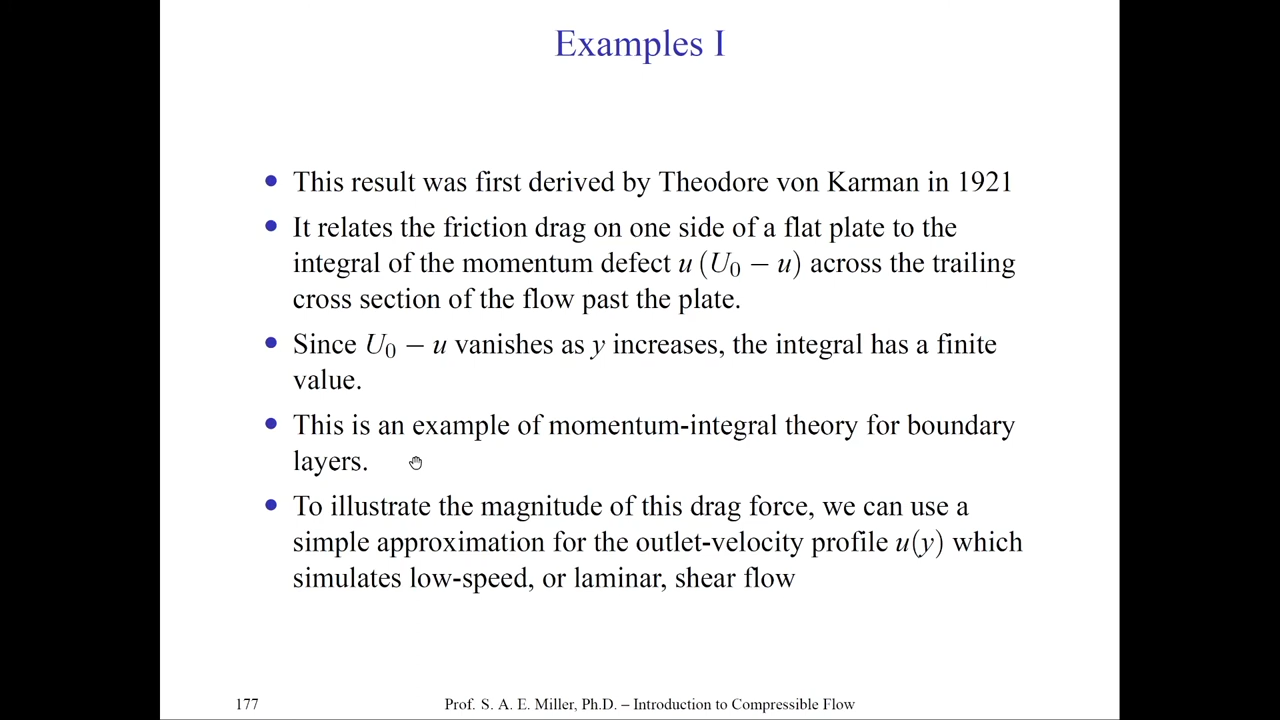 Examples I
• This result was first derived by Theodore von Karman in 1921
• It relates the friction drag on one side of a flat plate to the
integral of the momentum defect u (U₀ − u) across the trailing
cross section of the flow past the plate.
• Since U₀ − u vanishes as y increases, the integral has a finite
value.
• This is an example of momentum-integral theory for boundary
layers.
• To illustrate the magnitude of this drag force, we can use a
simple approximation for the outlet-velocity profile u(y) which
simulates low-speed, or laminar, shear flow
177 Prof. S. A. E. Miller, Ph.D. – Introduction to Compressible Flow